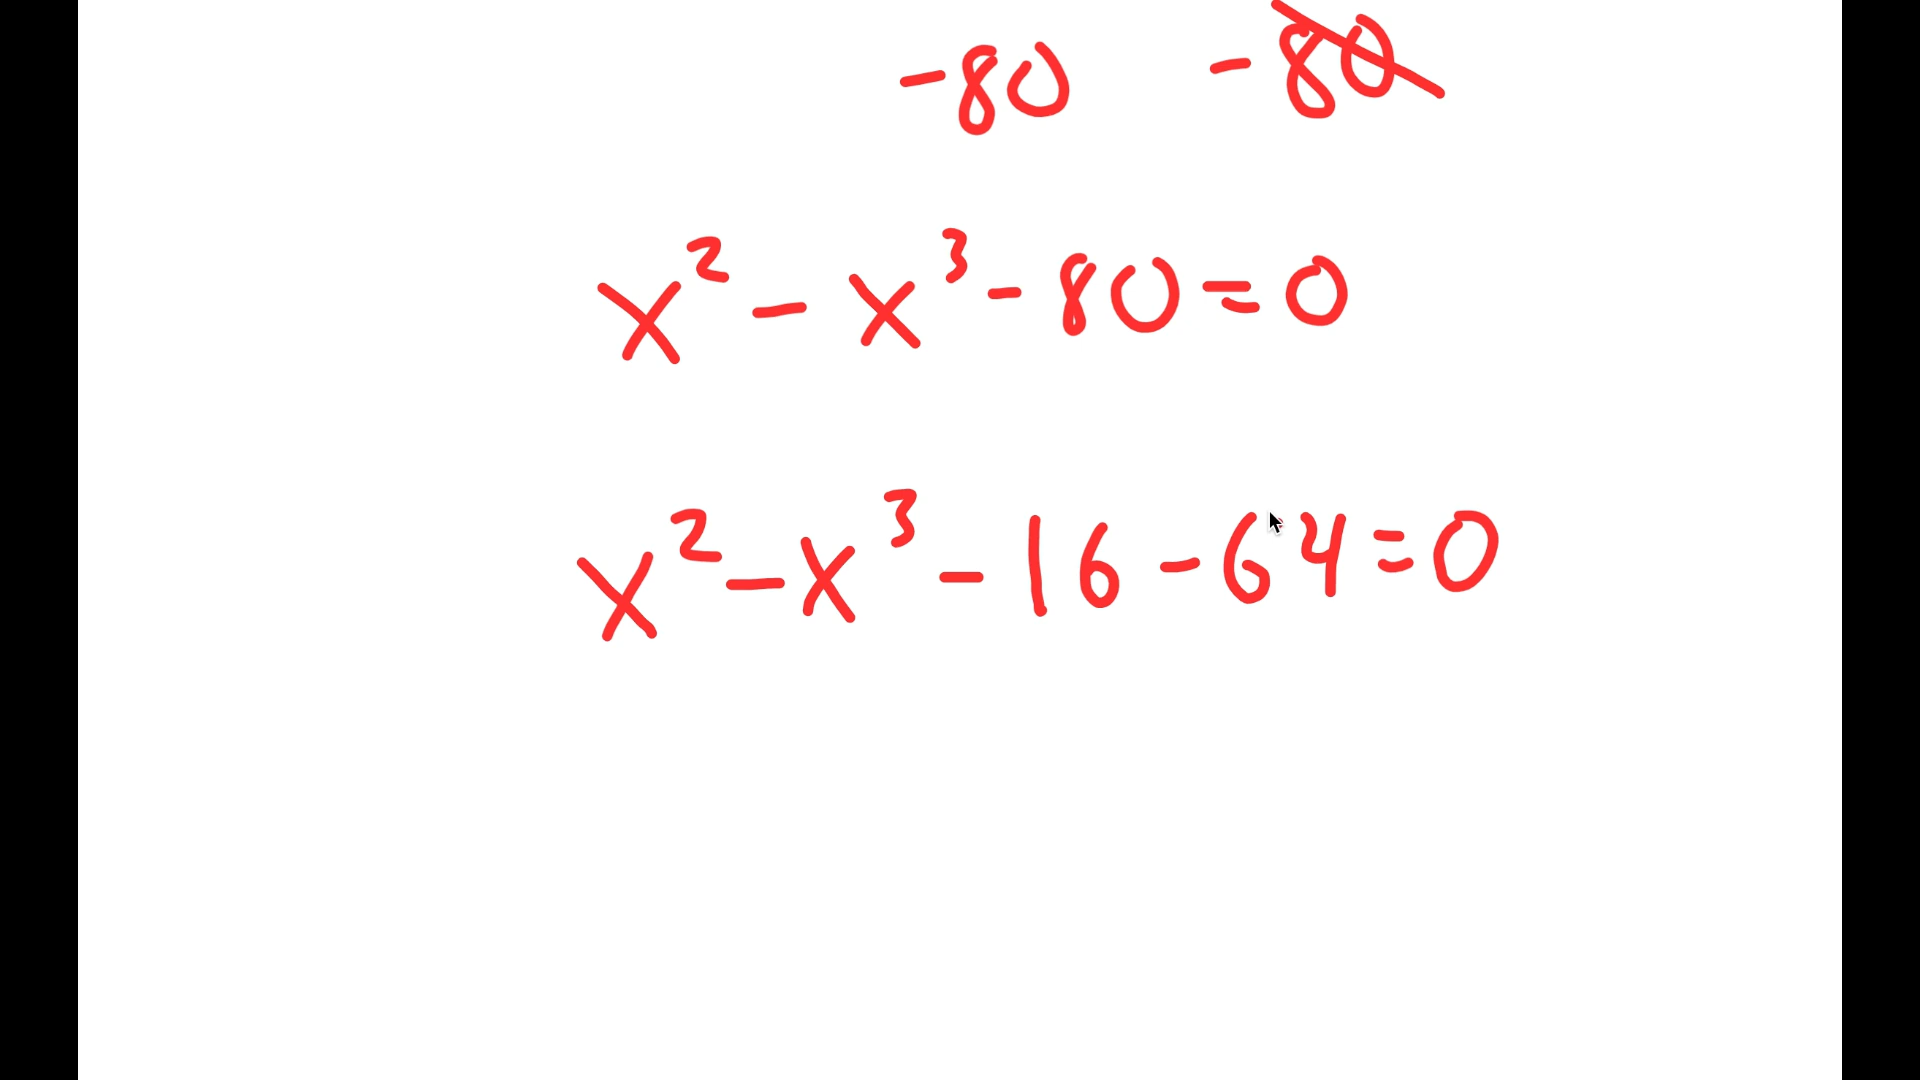 -80 -80
x² - x³ - 80 = 0
x² - x³ - 16 - 64 = 0